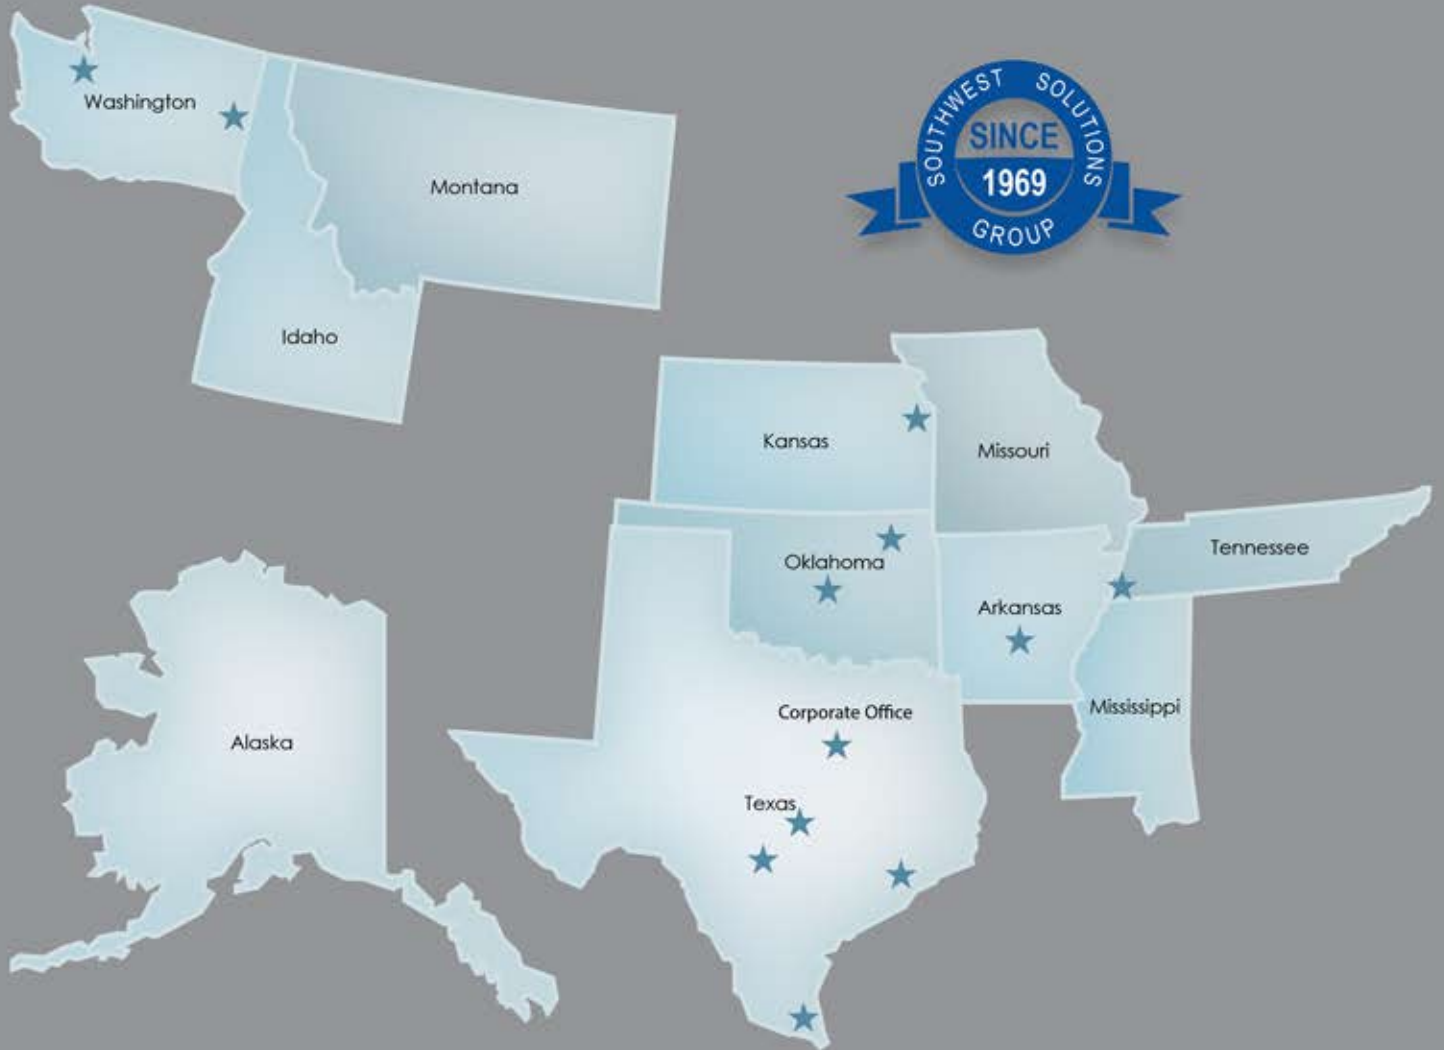 SOUTHWEST SOLUTIONS
SINCE
1969
GROUP
Washington
Montana
Idaho
Kansas
Missouri
Oklahoma
Tennessee
Arkansas
Mississippi
Corporate Office
Alaska
Texas